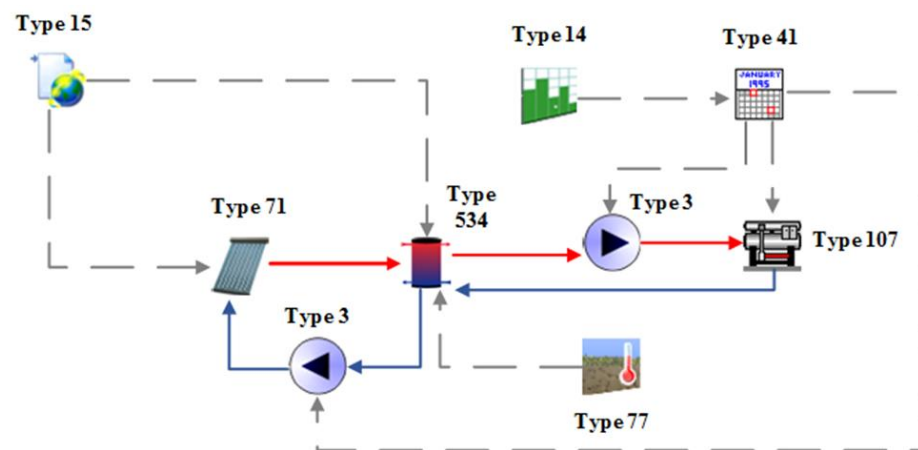 Type 15
Type 14
Type 41
JANUARY
1995
Type
534
Type 71
Type 3
Type 107
Type 3
Type 77